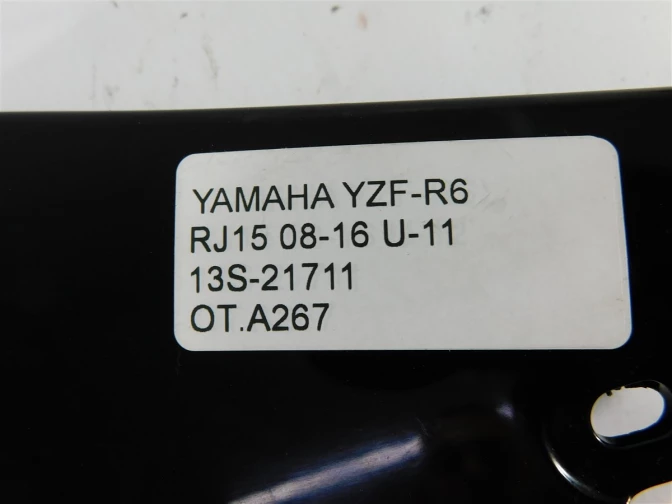 YAMAHA YZF-R6
RJ15 08-16 U-11
13S-21711
OT.A267